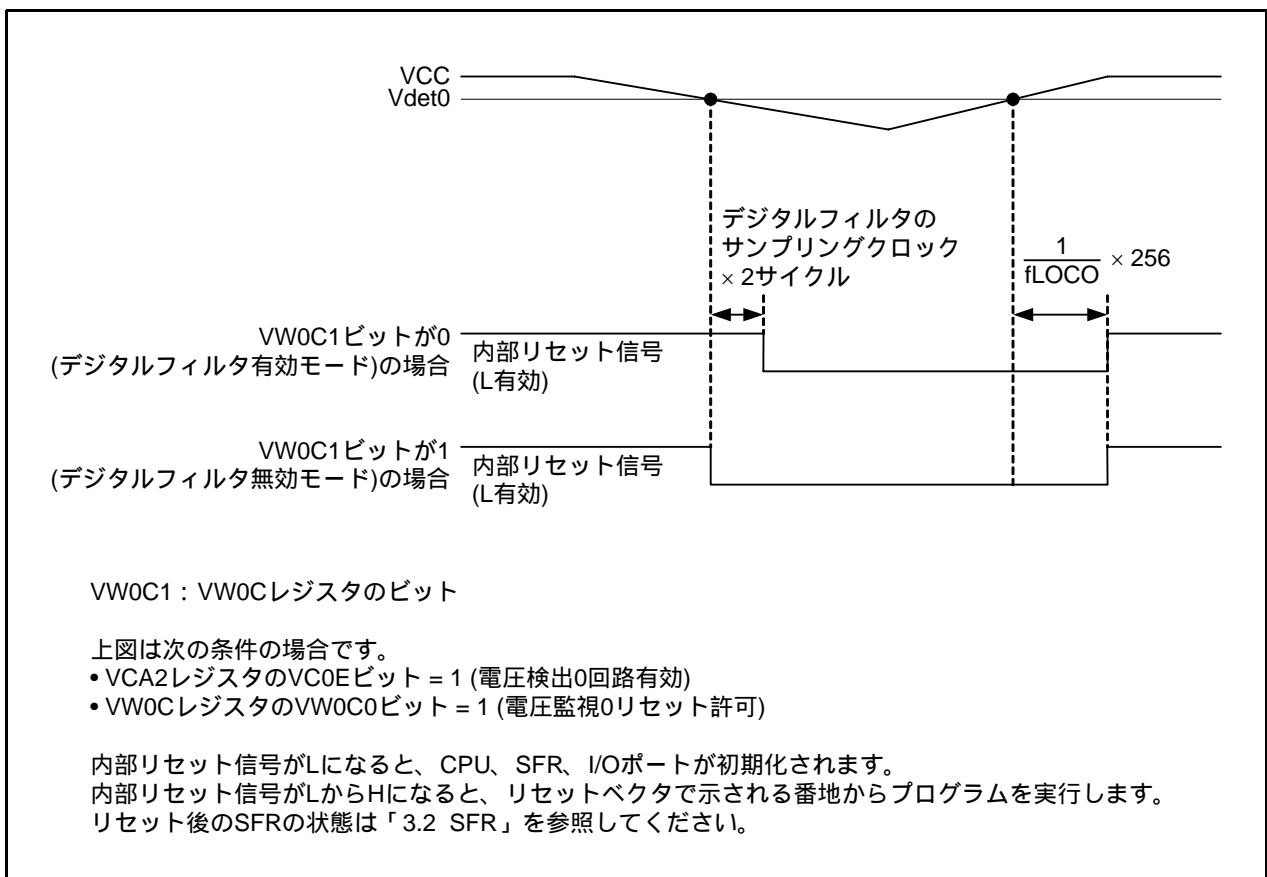 VCC
Vdet0
デジタルフィルタの
サンプリングクロック
× 2サイクル
1
fLOCO
× 256
VW0C1ビットが0
(デジタルフィルタ有効モード)の場合
内部リセット信号
(L有効)
VW0C1ビットが1
(デジタルフィルタ無効モード)の場合
内部リセット信号
(L有効)
VW0C1:VW0Cレジスタのビット
上図は次の条件の場合です。
• VCA2レジスタのVC0Eビット = 1 (電圧検出0回路有効)
• VW0CレジスタのVW0C0ビット = 1 (電圧監視0リセット許可)
内部リセット信号がLになると、CPU、SFR、I/Oポートが初期化されます。
内部リセット信号がLからHになると、リセットベクタで示される番地からプログラムを実行します。
リセット後のSFRの状態は「3.2 SFR」を参照してください。